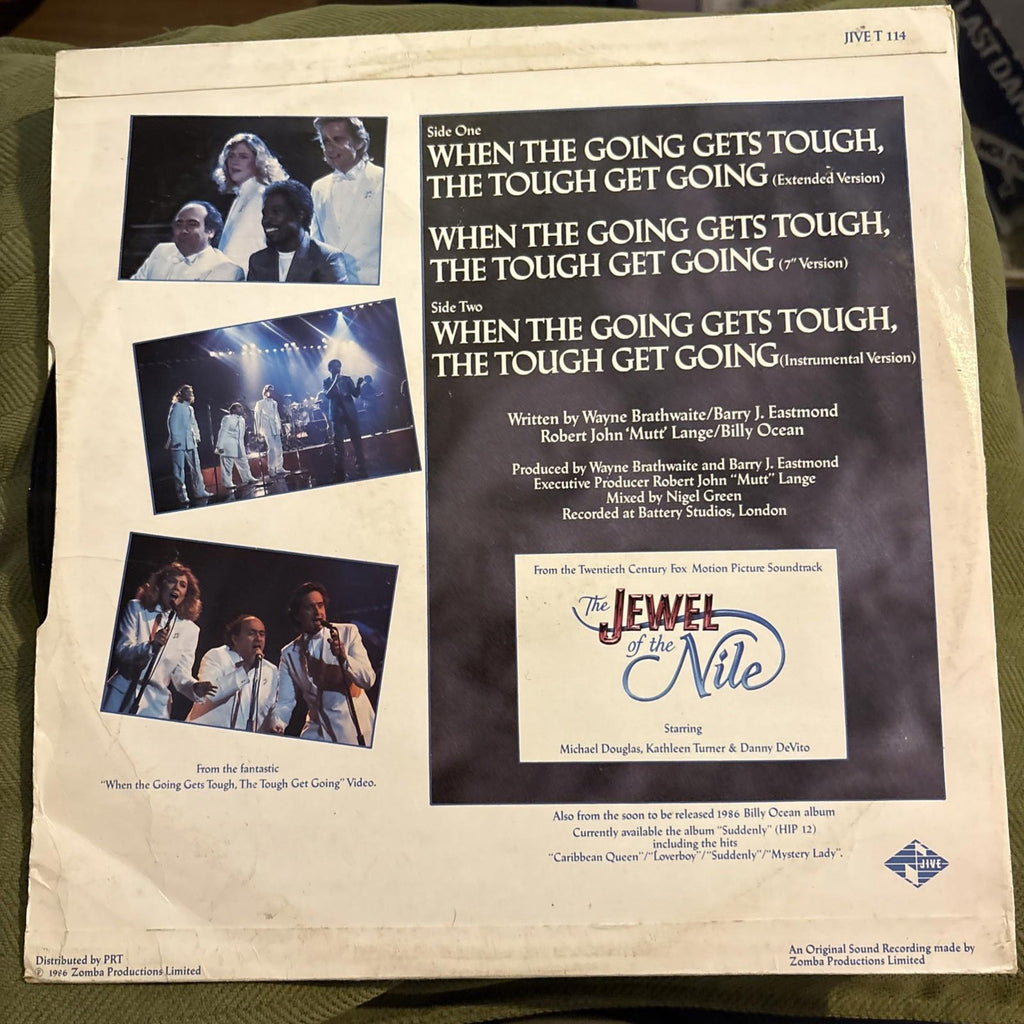 JIVE T 114
Side One
WHEN THE GOING GETS TOUGH,
THE TOUGH GET GOING (Extended Version)
WHEN THE GOING GETS TOUGH,
THE TOUGH GET GOING (7" Version)
Side Two
WHEN THE GOING GETS TOUGH,
THE TOUGH GET GOING (Instrumental Version)
Written by Wayne Brathwaite/Barry J. Eastmond
Robert John 'Mutt' Lange/Billy Ocean
Produced by Wayne Brathwaite and Barry J. Eastmond
Executive Producer Robert John "Mutt" Lange
Mixed by Nigel Green
Recorded at Battery Studios, London
From the Twentieth Century Fox Motion Picture Soundtrack
The JEWEL
of the Nile
Starring
Michael Douglas, Kathleen Turner & Danny DeVito
From the fantastic
"When the Going Gets Tough, The Tough Get Going" Video.
Also from the soon to be released 1986 Billy Ocean album
Currently available the album "Suddenly" (HIP 12)
including the hits
"Caribbean Queen"/"Loverboy"/"Suddenly"/"Mystery Lady".
JIVE
Distributed by PRT
℗ 1986 Zomba Productions Limited
An Original Sound Recording made by
Zomba Productions Limited